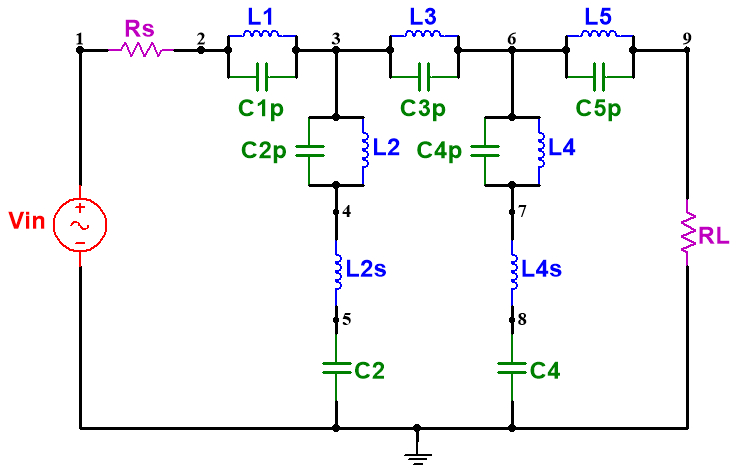 L1 L3 L5
1 Rs 2 3 6 9
C1p C3p C5p
C2p L2 C4p L4
4 7
Vin + − RL
L2s L4s
5 8
C2 C4